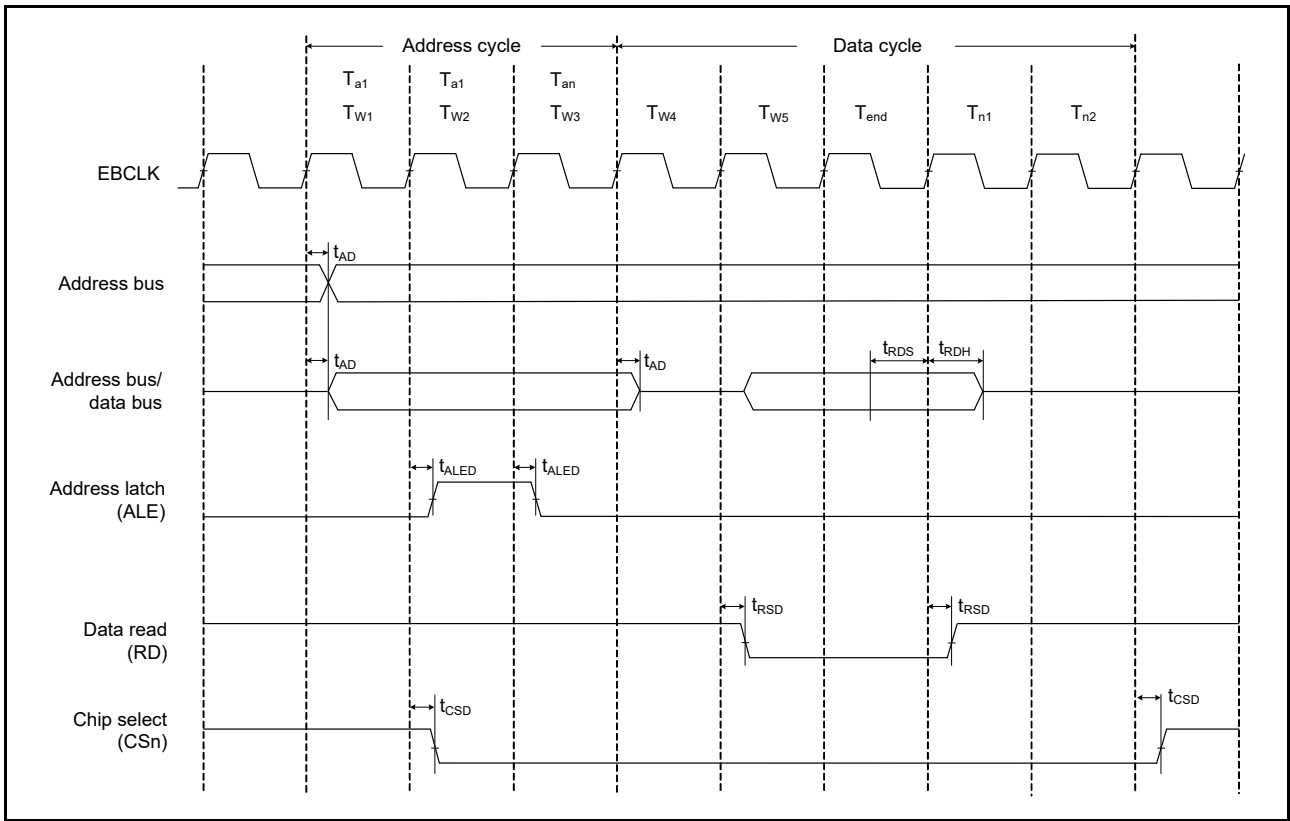 Address cycle
Data cycle
Ta1
Ta1
Tan
TW1
TW2
TW3
TW4
TW5
Tend
Tn1
Tn2
EBCLK
tAD
Address bus
tAD
tAD
tRDS
tRDH
Address bus/
data bus
tALED
tALED
Address latch
(ALE)
tRSD
tRSD
Data read
(RD)
tCSD
tCSD
Chip select
(CSn)